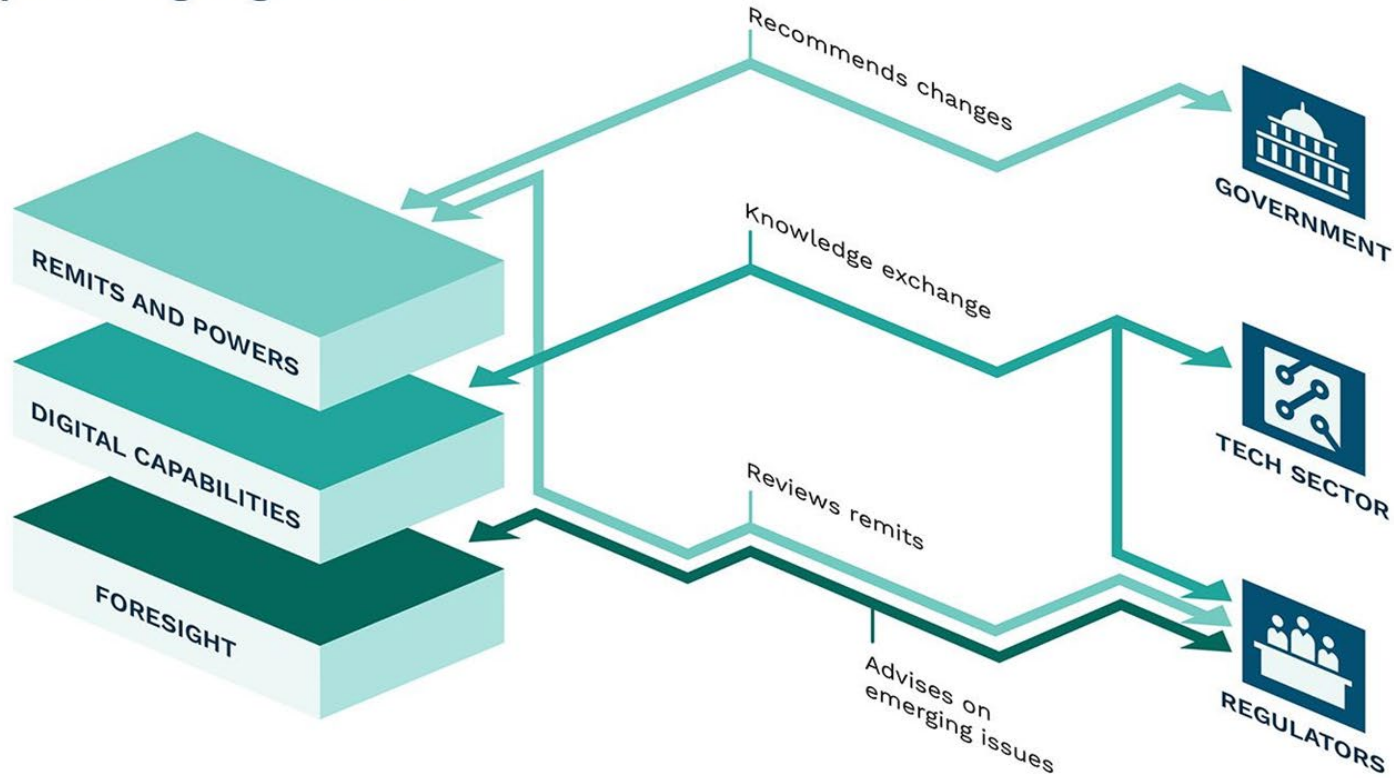 Recommends changes
GOVERNMENT
REMITS AND POWERS
Knowledge exchange
TECH SECTOR
DIGITAL CAPABILITIES
Reviews remits
FORESIGHT
Advises on
emerging issues
REGULATORS